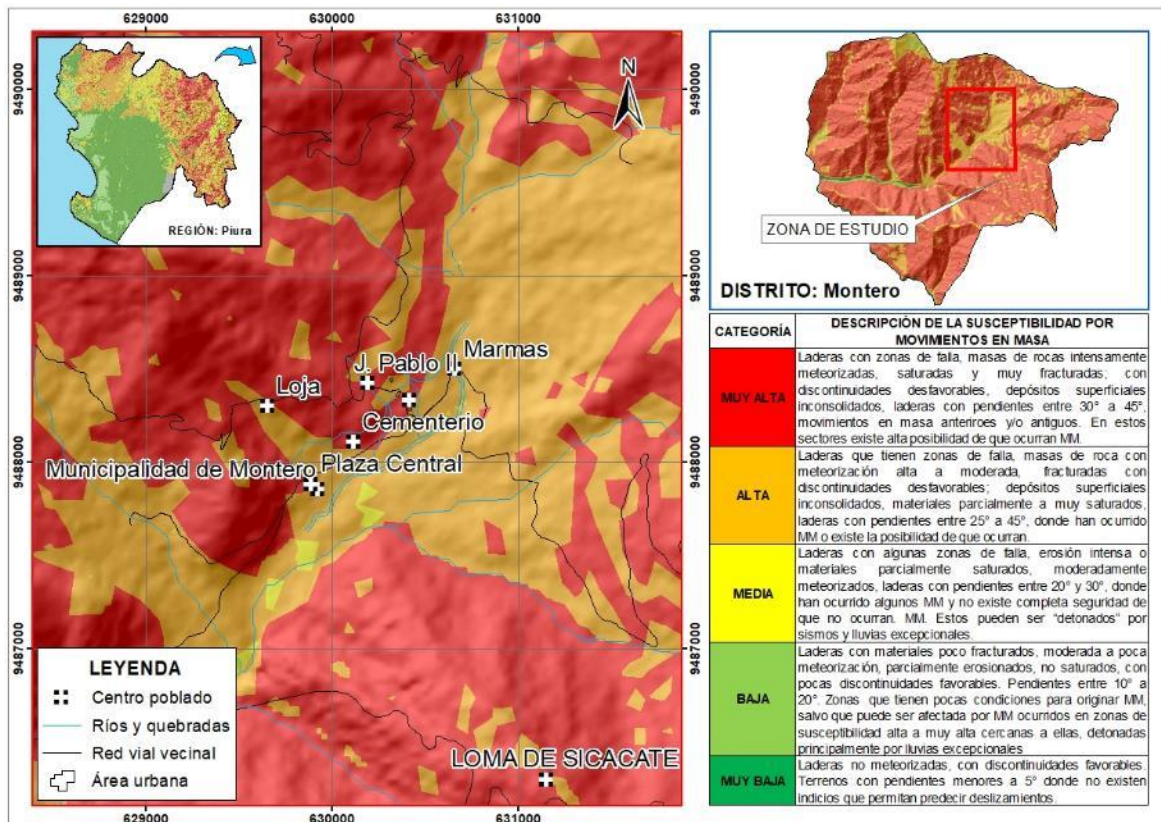 629000
630000
631000
9490000
9489000
9488000
9487000
9490000
9489000
9488000
9487000
629000
630000
631000
REGIÓN: Piura
N
J. Pablo II
Marmas
Loja
Cementerio
Municipalidad de Montero
Plaza Central
LOMA DE SICACATE
LEYENDA
Centro poblado
Ríos y quebradas
Red vial vecinal
Área urbana
ZONA DE ESTUDIO
DISTRITO: Montero
CATEGORÍA
DESCRIPCIÓN DE LA SUSCEPTIBILIDAD POR
MOVIMIENTOS EN MASA
MUY ALTA
Laderas con zonas de falla, masas de rocas intensamente
meteorizadas, saturadas y muy fracturadas; con
discontinuidades desfavorables, depósitos superficiales
inconsolidados, laderas con pendientes entre 30° a 45°,
movimientos en masa anteriroes y/o antiguos. En estos
sectores existe alta posibilidad de que ocurran MM.
ALTA
Laderas que tienen zonas de falla, masas de roca con
meteorización alta a moderada, fracturadas con
discontinuidades desfavorables; depósitos superficiales
inconsolidados, materiales parcialmente a muy saturados,
laderas con pendientes entre 25° a 45°, donde han ocurrido
MM o existe la posibilidad de que ocurran.
MEDIA
Laderas con algunas zonas de falla, erosión intensa o
materiales parcialmente saturados, moderadamente
meteorizados, laderas con pendientes entre 20° y 30°, donde
han ocurrido algunos MM y no existe completa seguridad de
que no ocurran. MM. Estos pueden ser "detonados" por
sismos y lluvias excepcionales.
BAJA
Laderas con materiales poco fracturados, moderada a poca
meteorización, parcialmente erosionados, no saturados, con
pocas discontinuidades favorables. Pendientes entre 10° a
20°. Zonas que tienen pocas condiciones para originar MM,
salvo que puede ser afectada por MM ocurridos en zonas de
susceptibilidad alta a muy alta cercanas a ellas, detonadas
principalmente por lluvias excepcionales
MUY BAJA
Laderas no meteorizadas, con discontinuidades favorables.
Terrenos con pendientes menores a 5° donde no existen
indicios que permitan predecir deslizamientos.